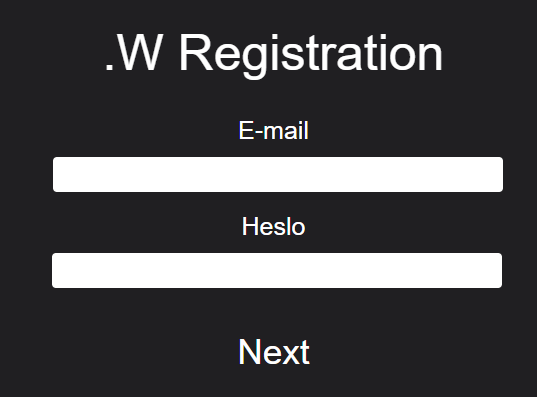 .W Registration
E-mail
Heslo
Next